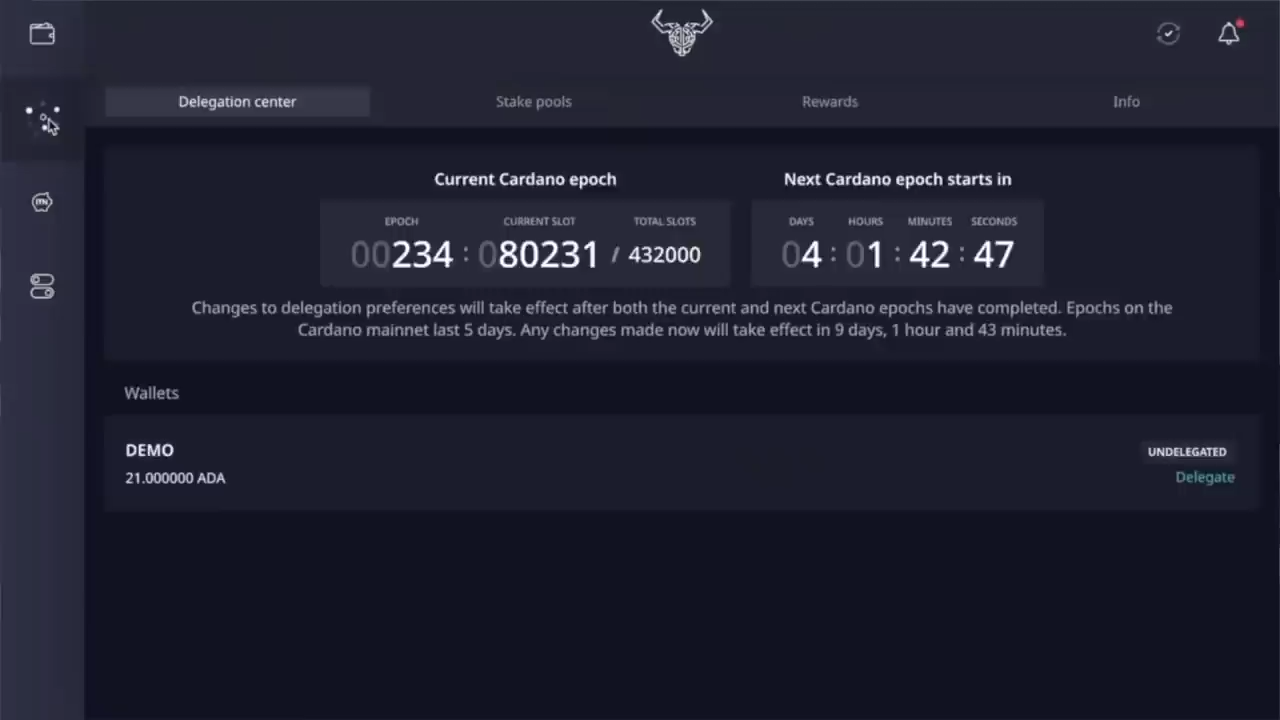 Delegation center
Stake pools
Rewards
Info
Current Cardano epoch
Next Cardano epoch starts in
EPOCH
CURRENT SLOT
TOTAL SLOTS
DAYS
HOURS
MINUTES
SECONDS
00234 : 080231 / 432000
04 : 01 : 42 : 47
Changes to delegation preferences will take effect after both the current and next Cardano epochs have completed. Epochs on the
Cardano mainnet last 5 days. Any changes made now will take effect in 9 days, 1 hour and 43 minutes.
Wallets
DEMO
UNDELEGATED
21.000000 ADA
Delegate
ITN